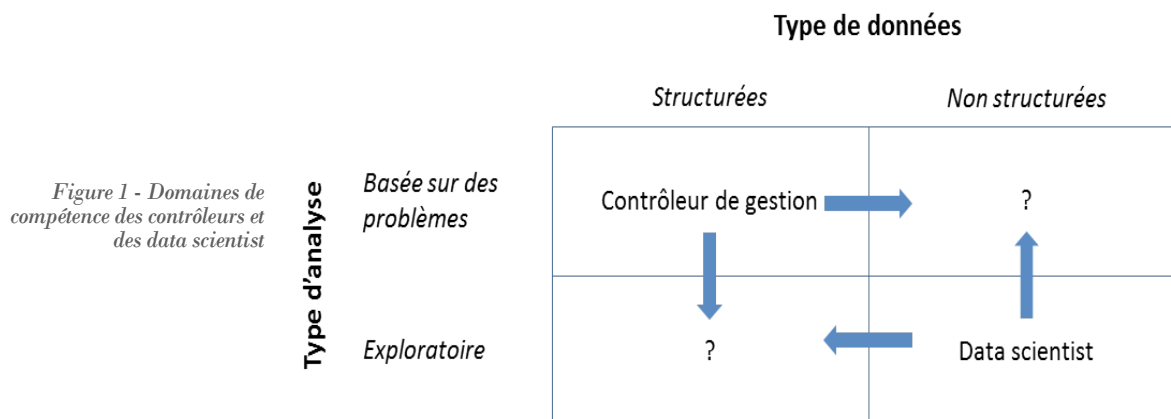 Type de données
Structurées
Non structurées
Figure 1 - Domaines de
compétence des contrôleurs et
des data scientist
Type d'analyse
Basée sur des
problèmes
Contrôleur de gestion
?
Exploratoire
?
Data scientist